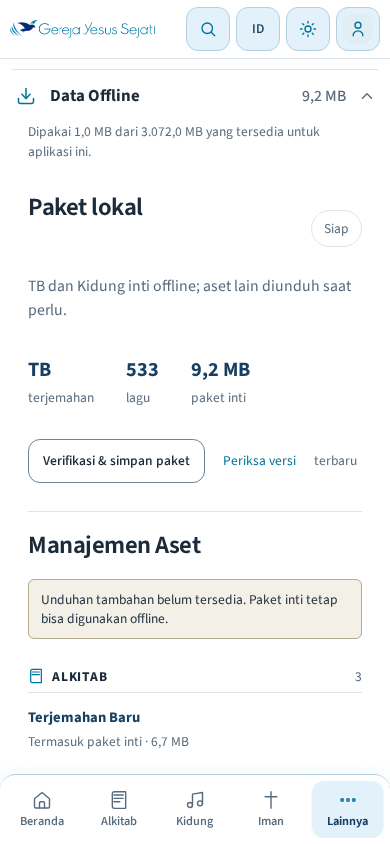 Gereja Yesus Sejati
ID
Data Offline
9,2 MB
Dipakai 1,0 MB dari 3.072,0 MB yang tersedia untuk
aplikasi ini.
Paket lokal
Siap
TB dan Kidung inti offline; aset lain diunduh saat
perlu.
TB
533
9,2 MB
terjemahan
lagu
paket inti
Verifikasi & simpan paket
Periksa versi
terbaru
Manajemen Aset
Unduhan tambahan belum tersedia. Paket inti tetap
bisa digunakan offline.
ALKITAB
3
Terjemahan Baru
Termasuk paket inti · 6,7 MB
Beranda
Alkitab
Kidung
Iman
Lainnya